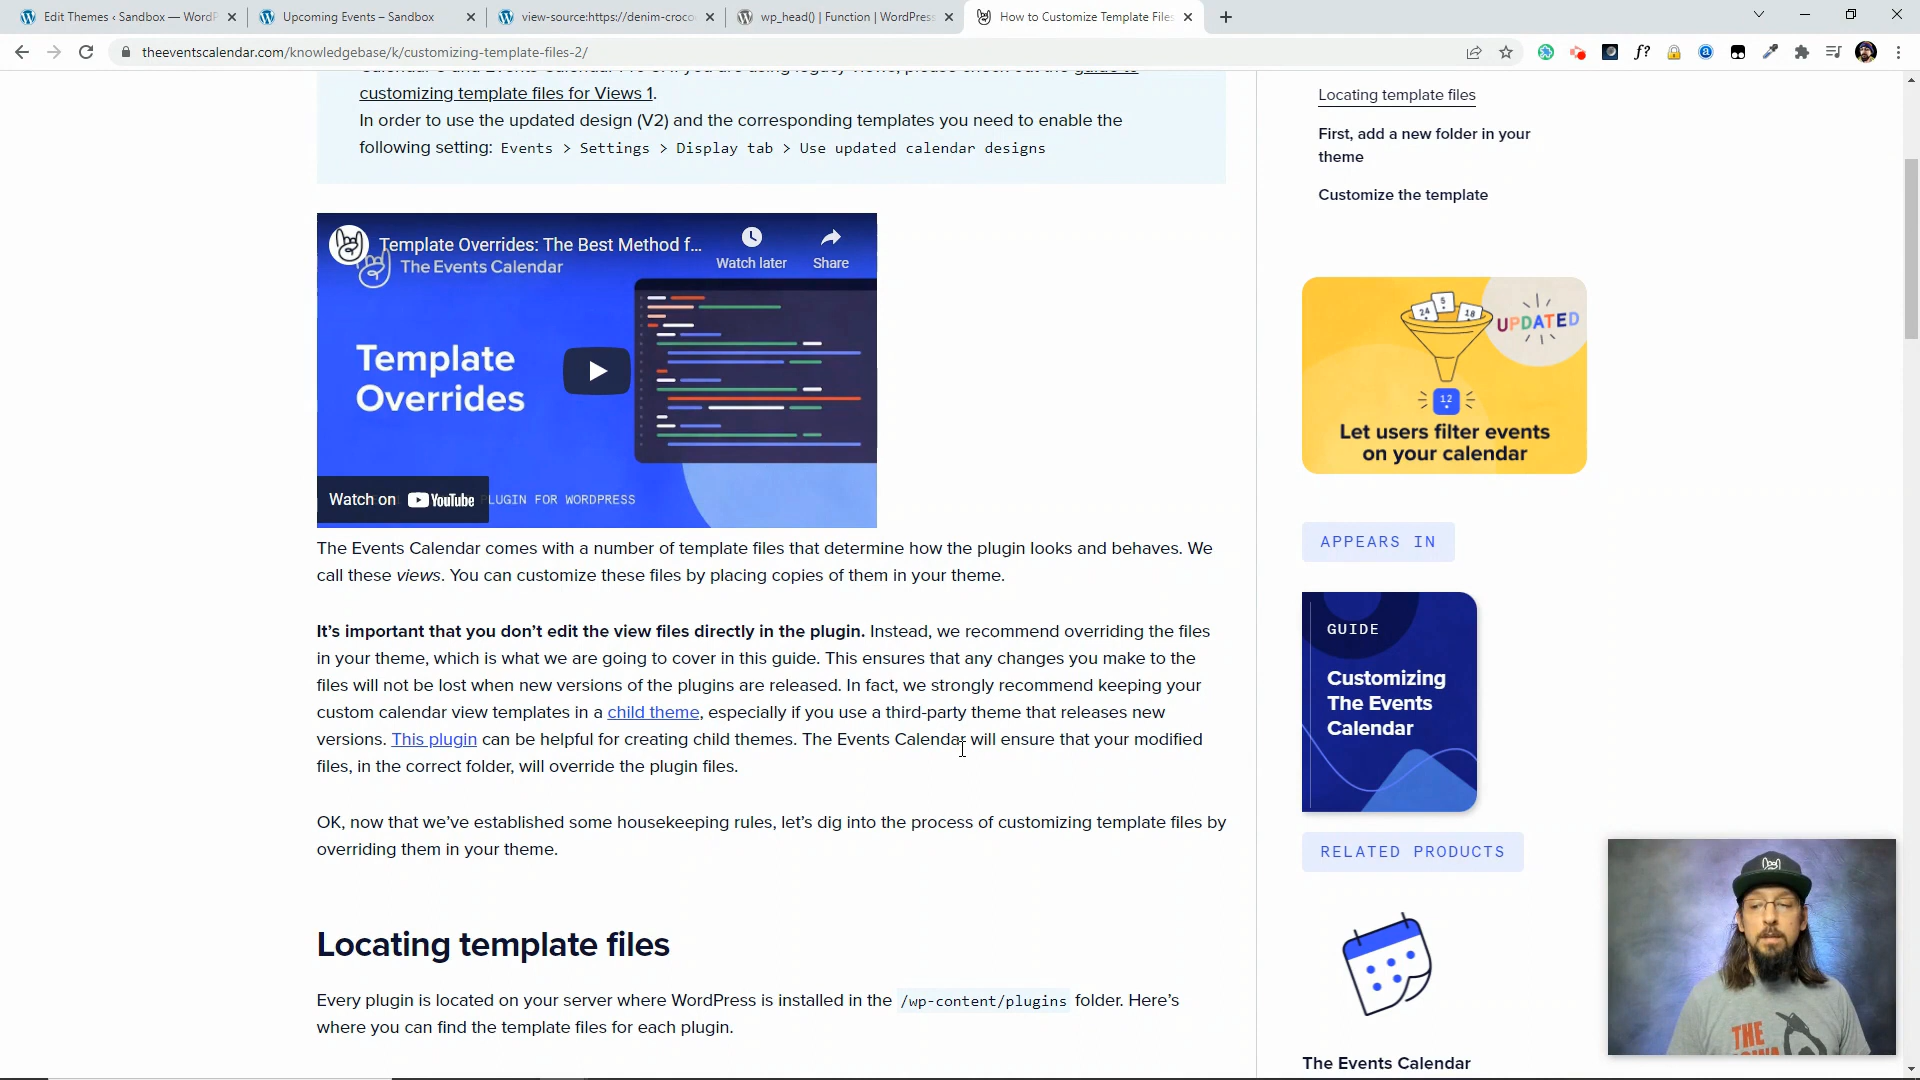 Edit Themes ‹ Sandbox — WordP
Upcoming Events – Sandbox
view-source:https://denim-croco
wp_head() | Function | WordPress
How to Customize Template Files
theeventscalendar.com/knowledgebase/k/customizing-template-files-2/
customizing template files for Views 1.
In order to use the updated design (V2) and the corresponding templates you need to enable the
following setting: Events > Settings > Display tab > Use updated calendar designs
Template Overrides: The Best Method f...
The Events Calendar
Watch later
Share
Template
Overrides
Watch on YouTube
PLUGIN FOR WORDPRESS
The Events Calendar comes with a number of template files that determine how the plugin looks and behaves. We
call these views. You can customize these files by placing copies of them in your theme.
It's important that you don't edit the view files directly in the plugin. Instead, we recommend overriding the files
in your theme, which is what we are going to cover in this guide. This ensures that any changes you make to the
files will not be lost when new versions of the plugins are released. In fact, we strongly recommend keeping your
custom calendar view templates in a child theme, especially if you use a third-party theme that releases new
versions. This plugin can be helpful for creating child themes. The Events Calendar will ensure that your modified
files, in the correct folder, will override the plugin files.
OK, now that we've established some housekeeping rules, let's dig into the process of customizing template files by
overriding them in your theme.
Locating template files
Every plugin is located on your server where WordPress is installed in the /wp-content/plugins folder. Here's
where you can find the template files for each plugin.
Locating template files
First, add a new folder in your
theme
Customize the template
24 5 18
UPDATED
12
Let users filter events
on your calendar
APPEARS IN
GUIDE
Customizing
The Events
Calendar
RELATED PRODUCTS
The Events Calendar
THE